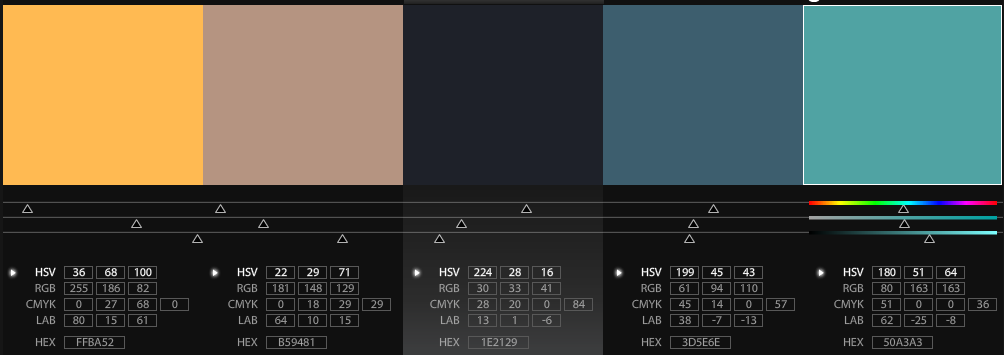 HSV 36 68 100 HSV 22 29 71 HSV 224 28 16 HSV 199 45 43 HSV 180 51 64
RGB 255 186 82 RGB 181 148 129 RGB 30 33 41 RGB 61 94 110 RGB 80 163 163
CMYK 0 27 68 0 CMYK 0 18 29 29 CMYK 28 20 0 84 CMYK 45 14 0 57 CMYK 51 0 0 36
LAB 80 15 61 LAB 64 10 15 LAB 13 1 -6 LAB 38 -7 -13 LAB 62 -25 -8
HEX FFBA52 HEX B59481 HEX 1E2129 HEX 3D5E6E HEX 50A3A3